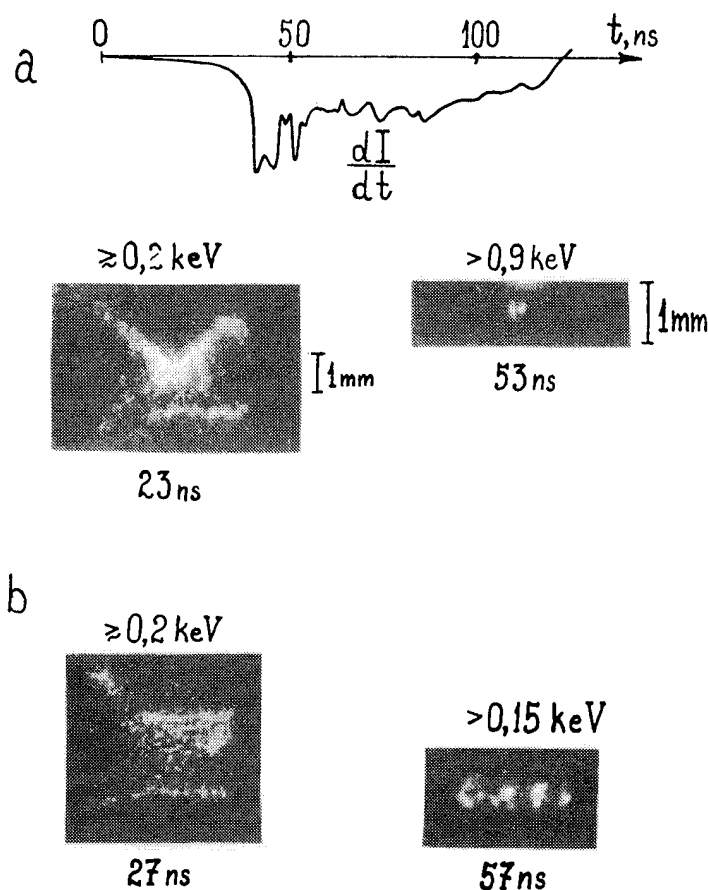 0 50 100 t, ns
a
dI
dt
≳0,2 keV
>0,9 keV
1mm
1mm
53ns
23ns
b
≳0,2 keV
>0,15 keV
27ns
57ns